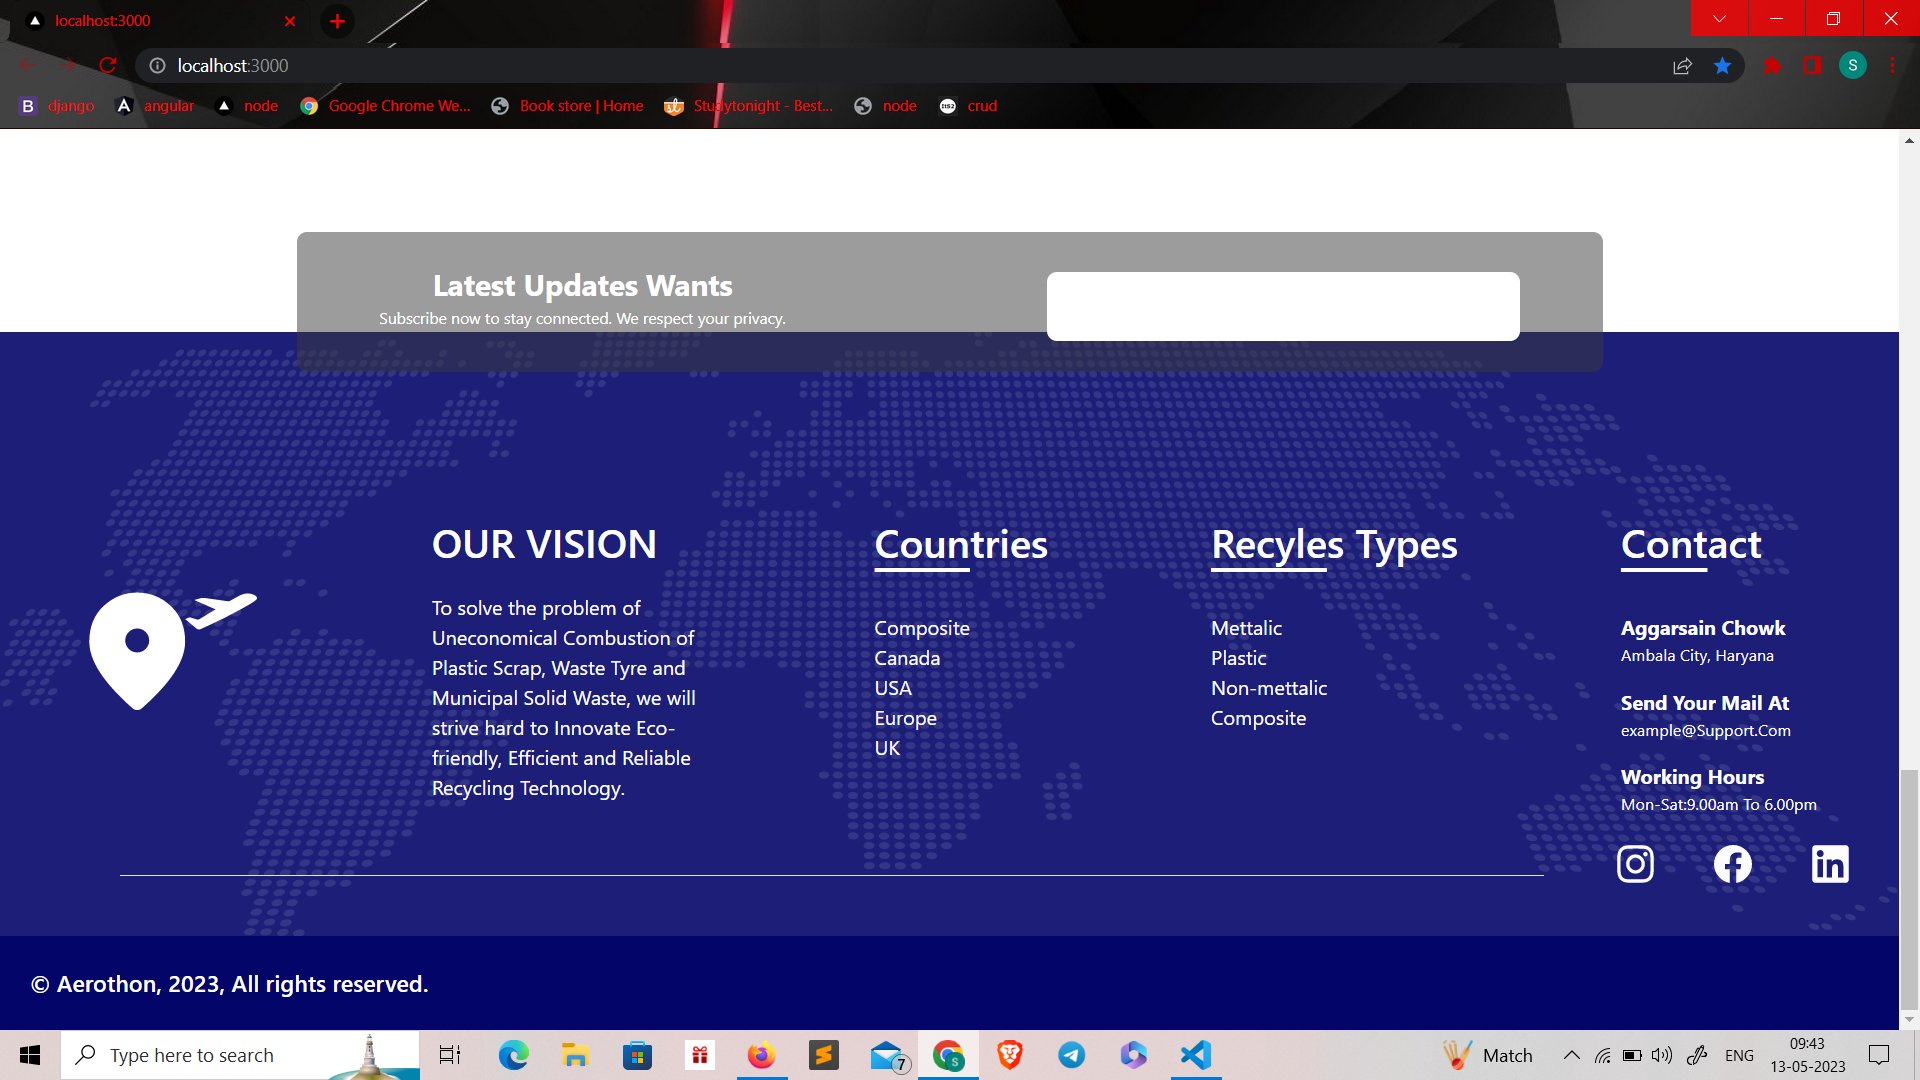 localhost:3000
localhost:3000
S
django
angular
node
Google Chrome We...
Book store | Home
Studytonight - Best...
node
crud
Latest Updates Wants
Subscribe now to stay connected. We respect your privacy.
OUR VISION
To solve the problem of
Uneconomical Combustion of
Plastic Scrap, Waste Tyre and
Municipal Solid Waste, we will
strive hard to Innovate Eco-
friendly, Efficient and Reliable
Recycling Technology.
Countries
Composite
Canada
USA
Europe
UK
Recyles Types
Mettalic
Plastic
Non-mettalic
Composite
Contact
Aggarsain Chowk
Ambala City, Haryana
Send Your Mail At
example@Support.Com
Working Hours
Mon-Sat:9.00am To 6.00pm
© Aerothon, 2023, All rights reserved.
Type here to search
7
S
Match
ENG
09:43
13-05-2023